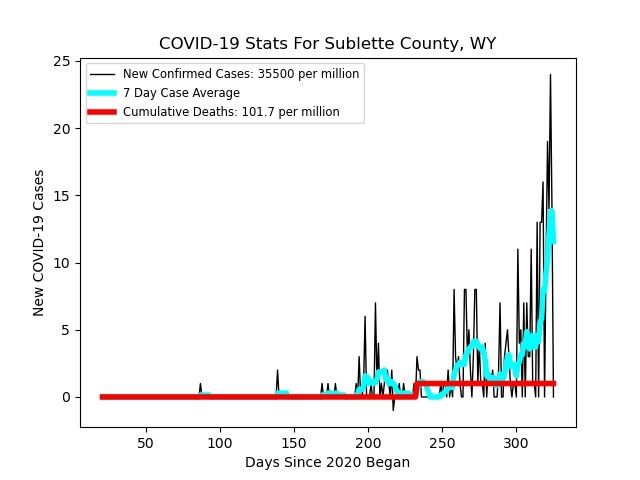 COVID-19 Stats For Sublette County, WY
New Confirmed Cases: 35500 per million
7 Day Case Average
Cumulative Deaths: 101.7 per million
New COVID-19 Cases
25
20
15
10
5
0
50
100
150
200
250
300
Days Since 2020 Began